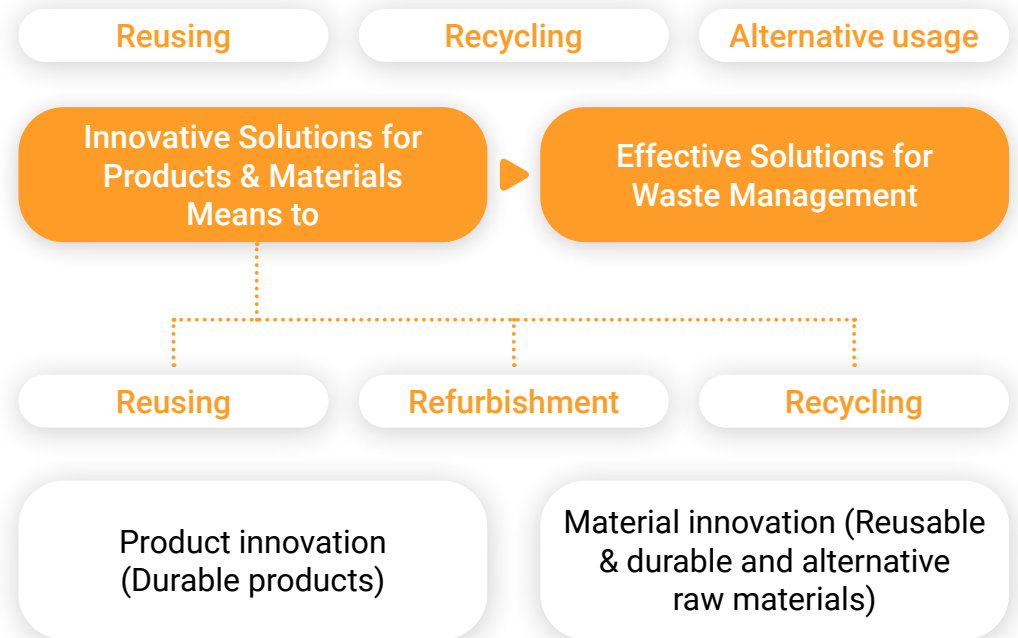 Reusing
Recycling
Alternative usage
Innovative Solutions for
Products & Materials
Means to
Effective Solutions for
Waste Management
Reusing
Refurbishment
Recycling
Product innovation
(Durable products)
Material innovation (Reusable
& durable and alternative
raw materials)